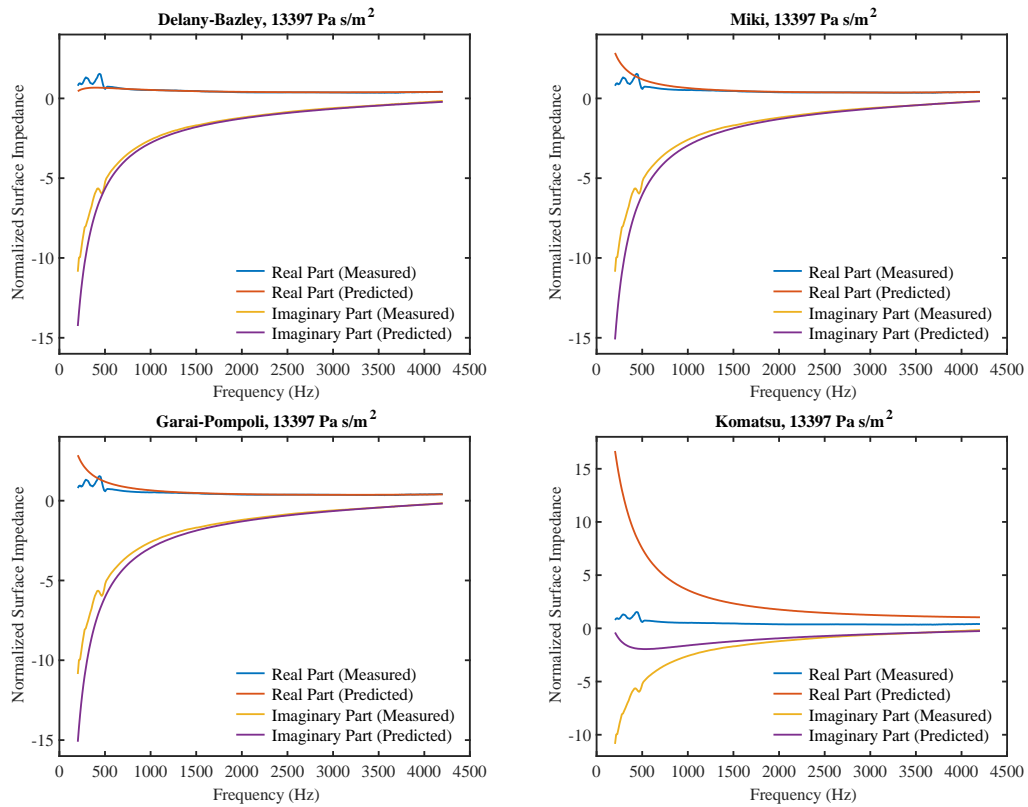 Delany-Bazley, 13397 Pa s/m²
Normalized Surface Impedance
0
-5
-10
-15
Real Part (Measured)
Real Part (Predicted)
Imaginary Part (Measured)
Imaginary Part (Predicted)
0 500 1000 1500 2000 2500 3000 3500 4000 4500
Frequency (Hz)
Miki, 13397 Pa s/m²
Normalized Surface Impedance
0
-5
-10
-15
Real Part (Measured)
Real Part (Predicted)
Imaginary Part (Measured)
Imaginary Part (Predicted)
0 500 1000 1500 2000 2500 3000 3500 4000 4500
Frequency (Hz)
Garai-Pompoli, 13397 Pa s/m²
Normalized Surface Impedance
0
-5
-10
-15
Real Part (Measured)
Real Part (Predicted)
Imaginary Part (Measured)
Imaginary Part (Predicted)
0 500 1000 1500 2000 2500 3000 3500 4000 4500
Frequency (Hz)
Komatsu, 13397 Pa s/m²
Normalized Surface Impedance
15
10
5
0
-5
-10
Real Part (Measured)
Real Part (Predicted)
Imaginary Part (Measured)
Imaginary Part (Predicted)
0 500 1000 1500 2000 2500 3000 3500 4000 4500
Frequency (Hz)